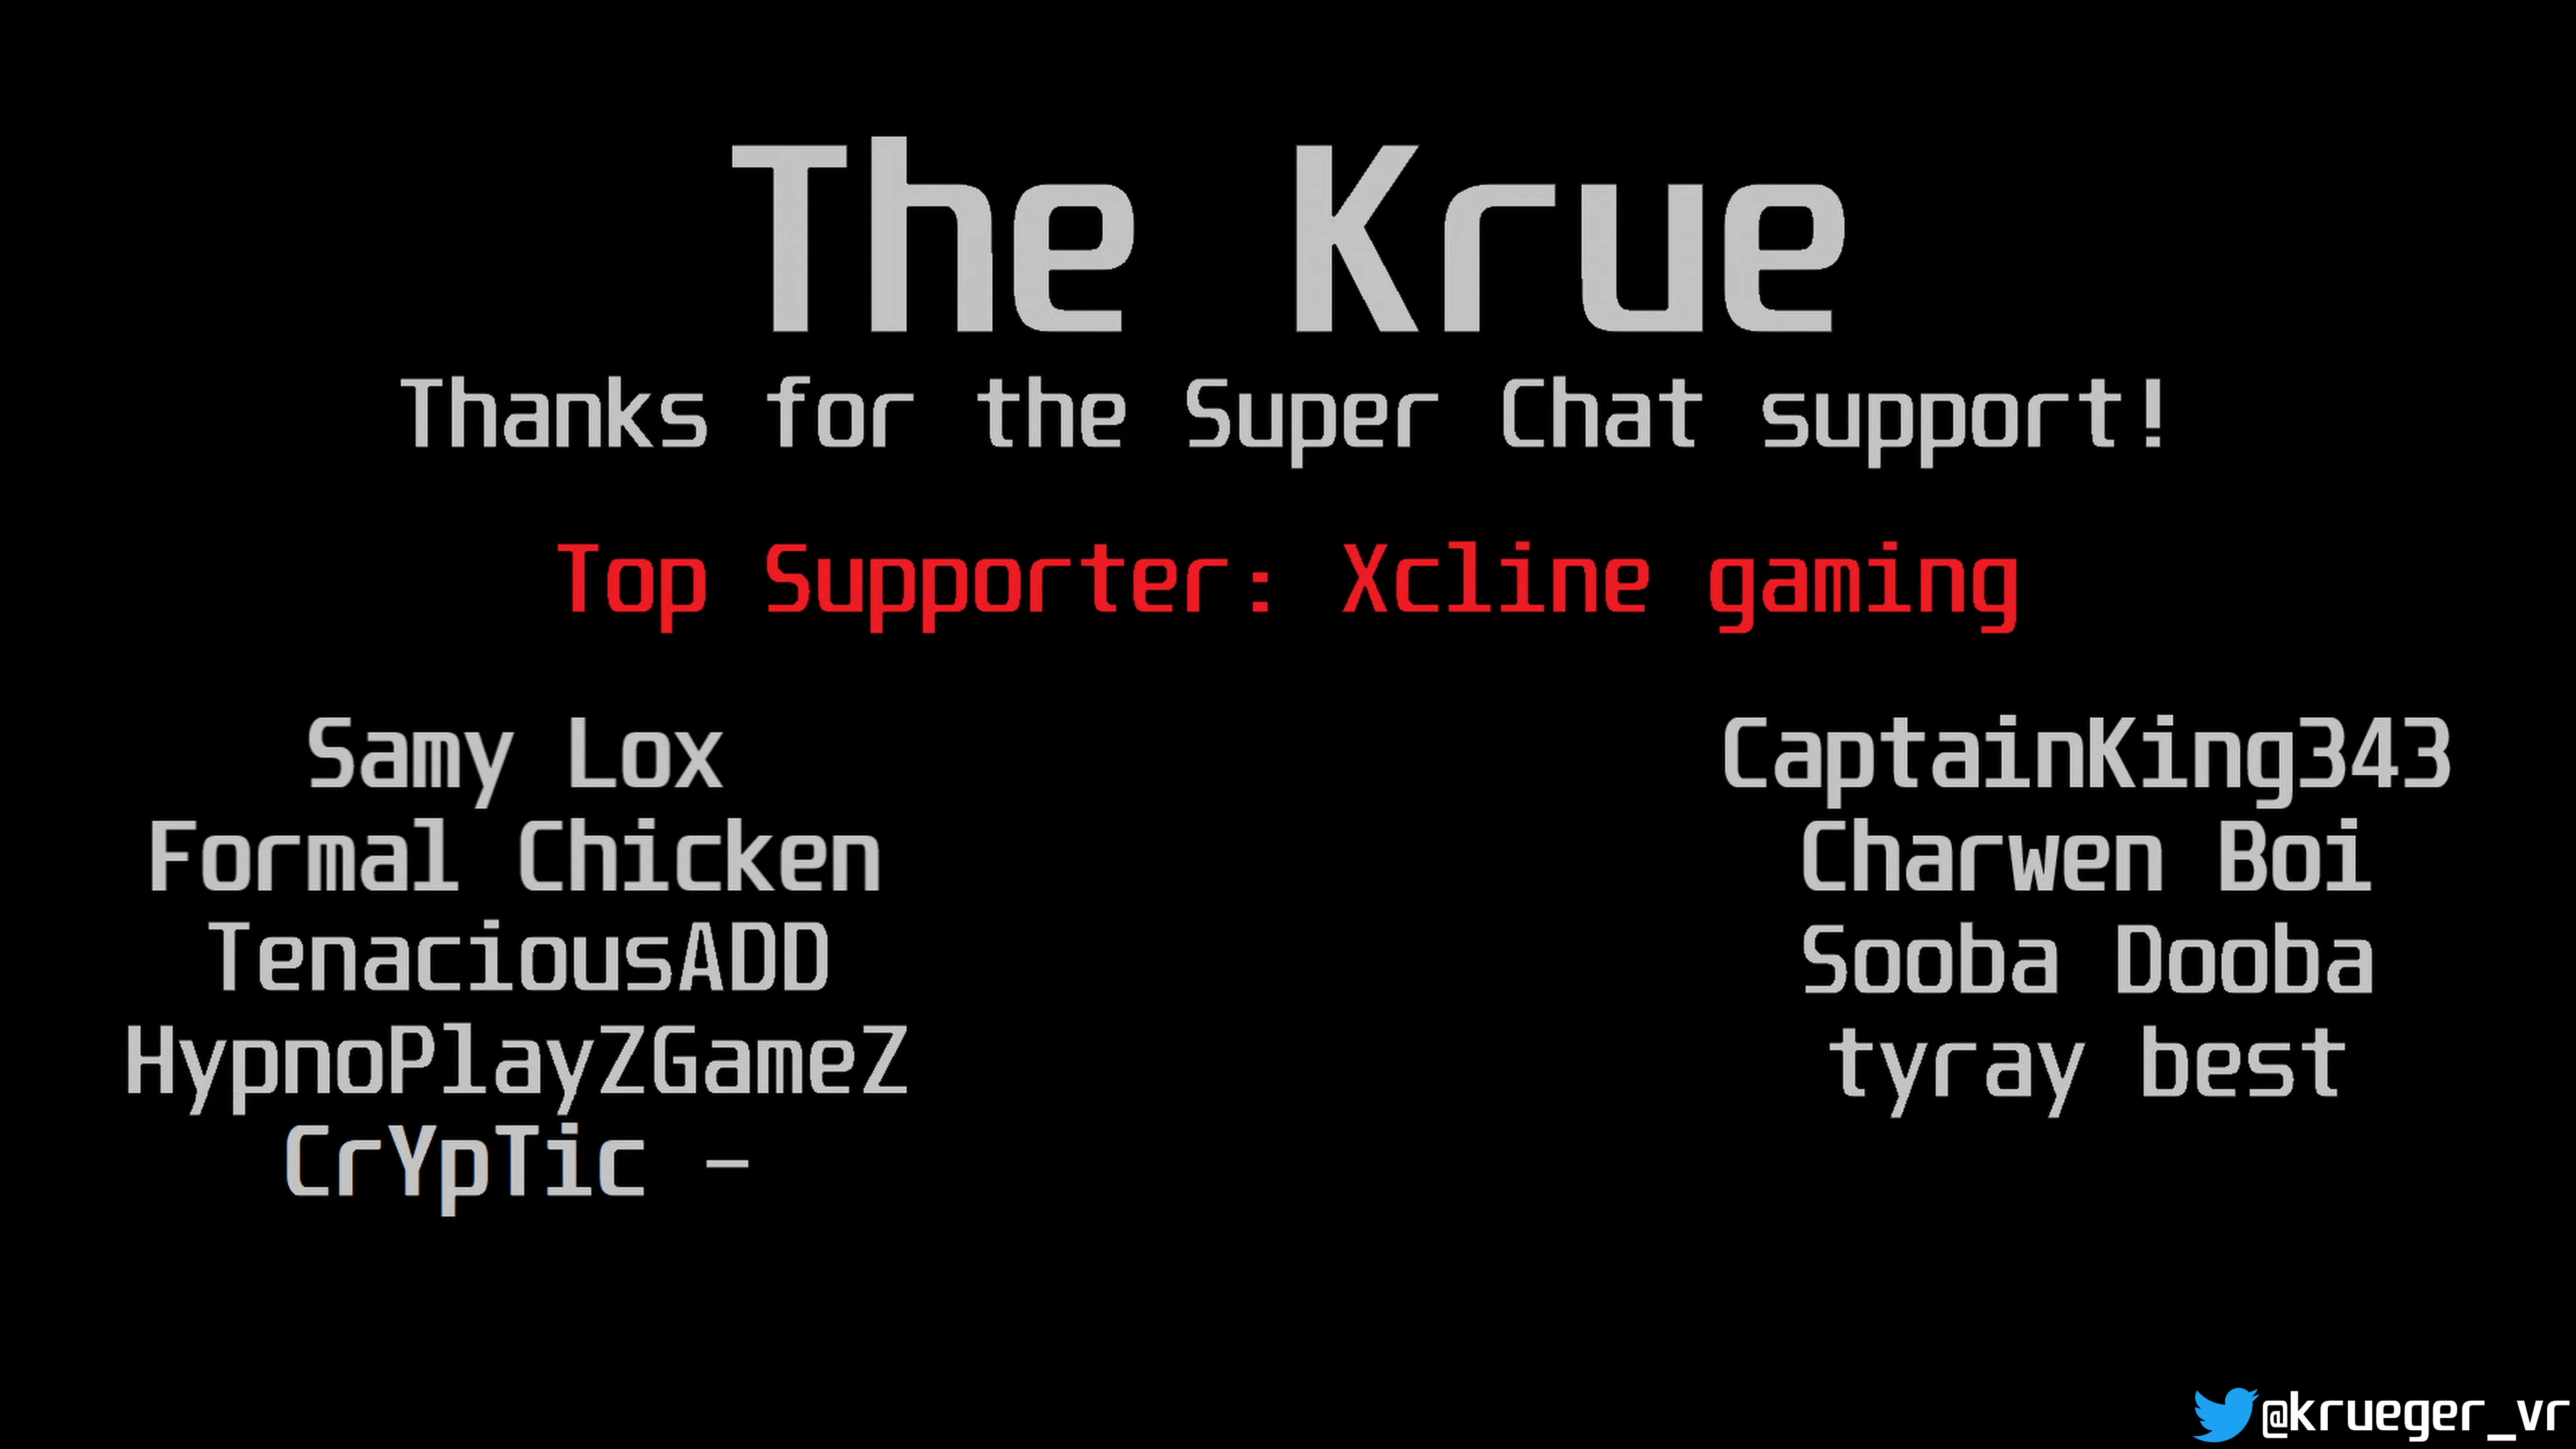 The Krue
Thanks for the Super Chat support!
Top Supporter: Xcline gaming
Samy Lox
Formal Chicken
TenaciousADD
HypnoPlayZGameZ
CrYpTic -
CaptainKing343
Charwen Boi
Sooba Dooba
tyray best
@krueger_vr